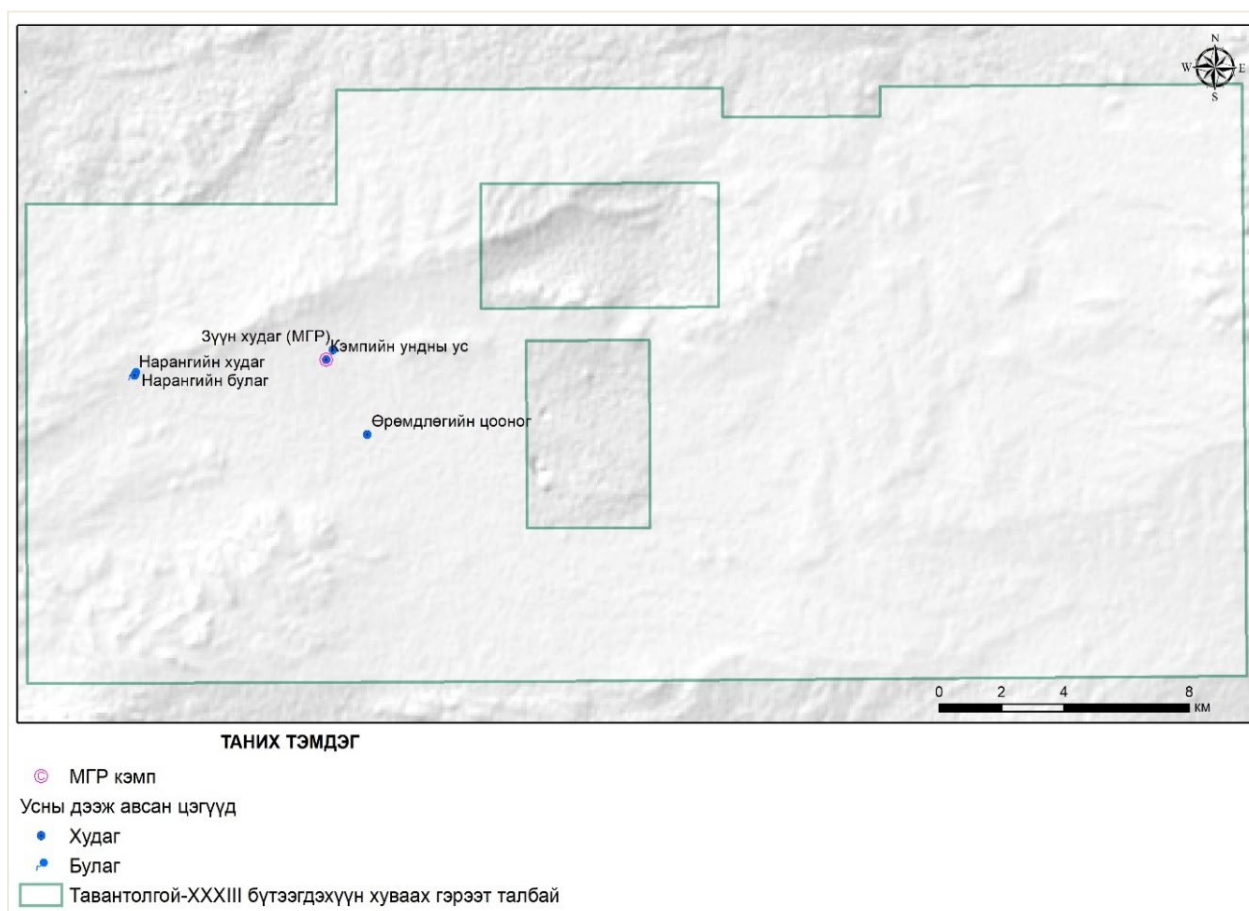 N
W E
S
Зүүн худаг (МГР)
Кэмпийн ундны ус
Нарангийн худаг
Нарангийн булаг
Өрөмдлөгийн цооног
0 2 4 8
км
ТАНИХ ТЭМДЭГ
© МГР кэмп
Усны дээж авсан цэгүүд
Худаг
Булаг
Тавантолгой-XXXIII бүтээгдэхүүн хуваах гэрээт талбай